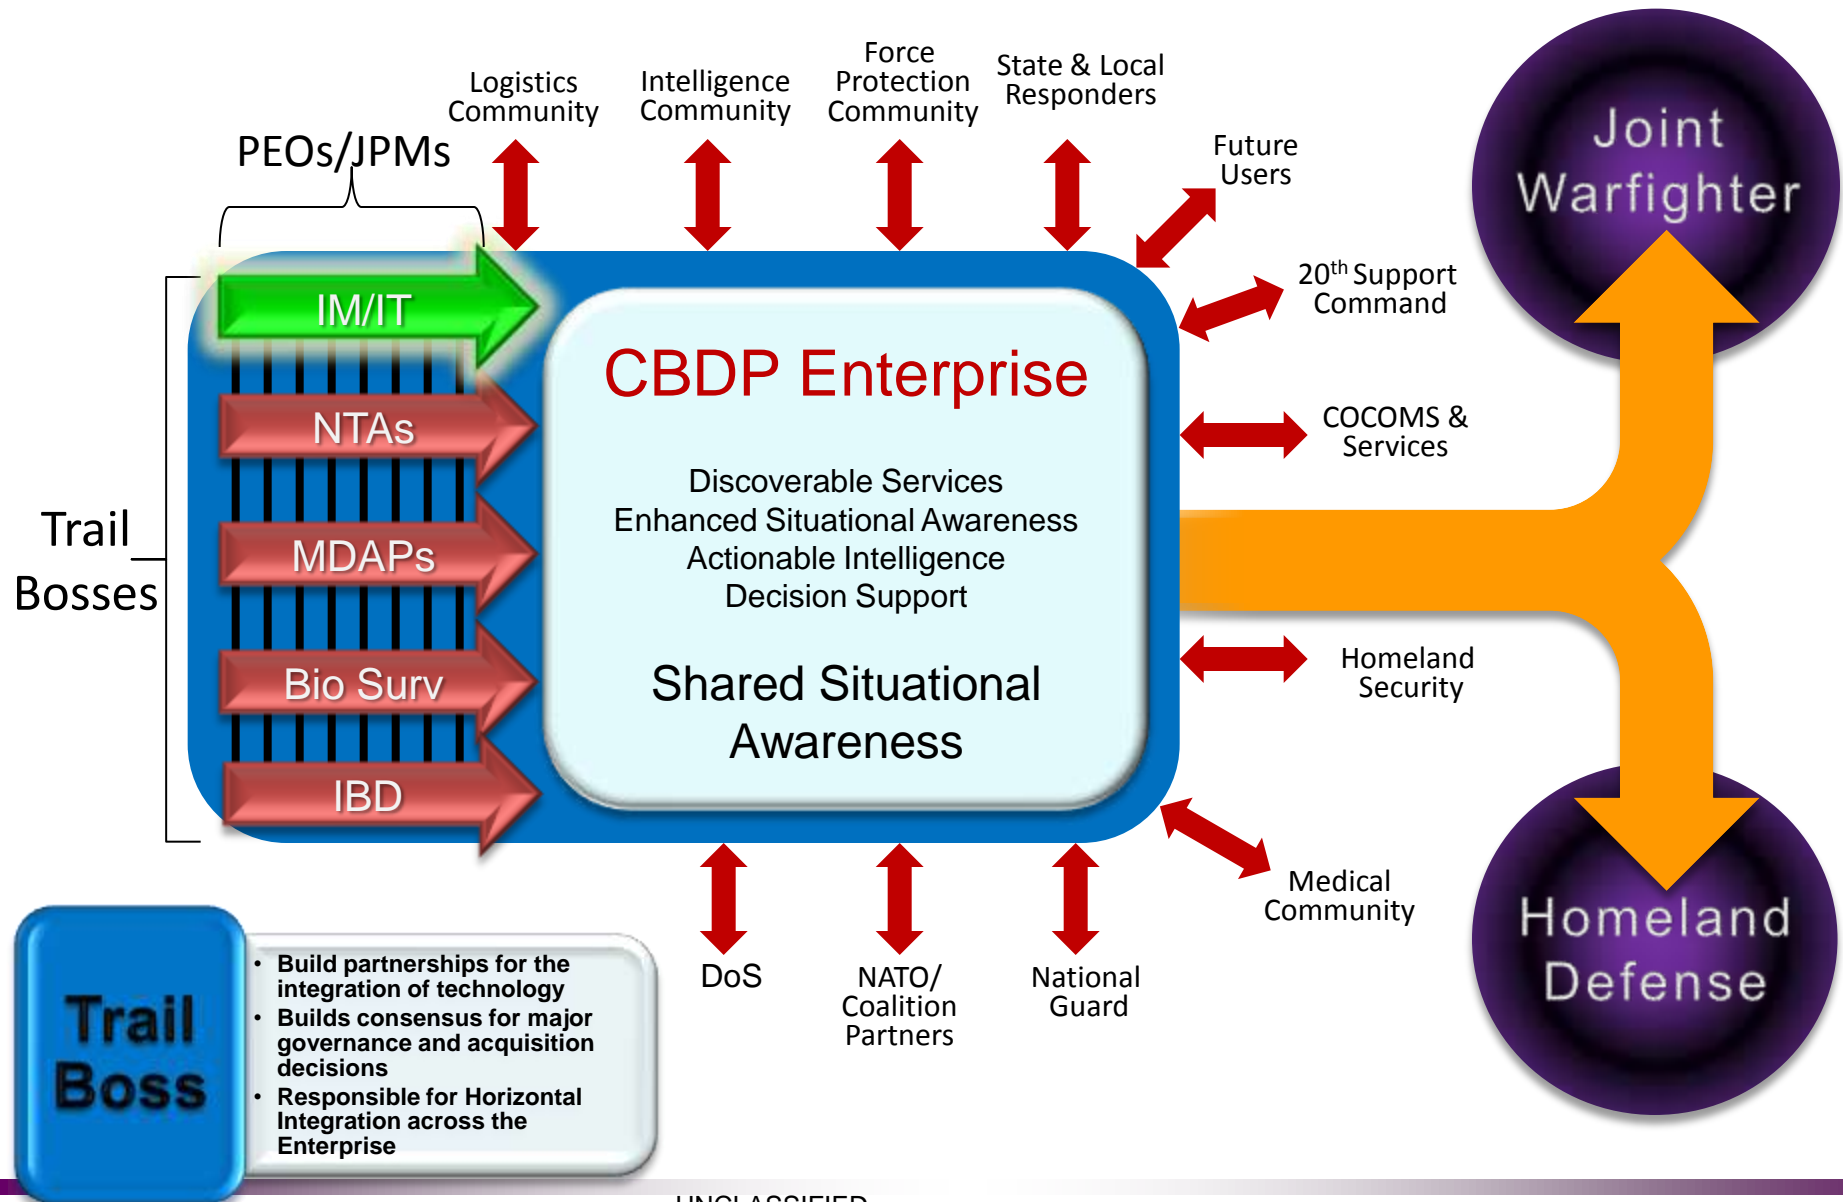 Logistics
Community
Intelligence
Community
Force
Protection
Community
State & Local
Responders
Future
Users
20th Support
Command
COCOMS &
Services
Homeland
Security
Medical
Community
Joint
Warfighter
Homeland
Defense
PEOs/JPMs
Trail
Bosses
IM/IT
NTAs
MDAPs
Bio Surv
IBD
CBDP Enterprise
Discoverable Services
Enhanced Situational Awareness
Actionable Intelligence
Decision Support
Shared Situational
Awareness
DoS
NATO/
Coalition
Partners
National
Guard
Trail
Boss
• Build partnerships for the
integration of technology
• Builds consensus for major
governance and acquisition
decisions
• Responsible for Horizontal
Integration across the
Enterprise
UNCLASSIFIED